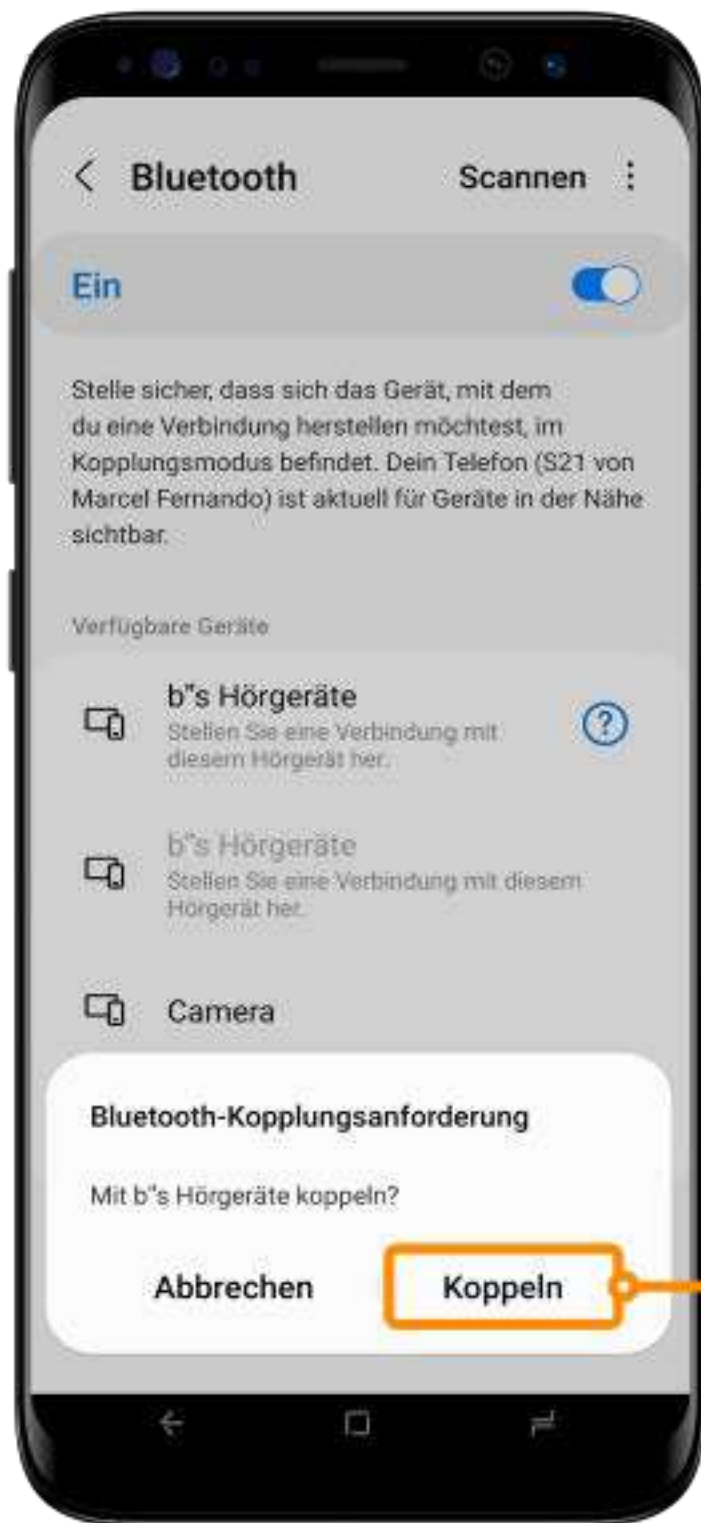 Bluetooth
Scannen
Ein
Stelle sicher, dass sich das Gerät, mit dem
du eine Verbindung herstellen möchtest, im
Kopplungsmodus befindet. Dein Telefon (S21 von
Marcel Fernando) ist aktuell für Geräte in der Nähe
sichtbar.
Verfügbare Geräte
b"s Hörgeräte
Stellen Sie eine Verbindung mit
diesem Hörgerät her.
b"s Hörgeräte
Stellen Sie eine Verbindung mit diesem
Hörgerät her.
Camera
Bluetooth-Kopplungsanforderung
Mit b"s Hörgeräte koppeln?
Abbrechen
Koppeln